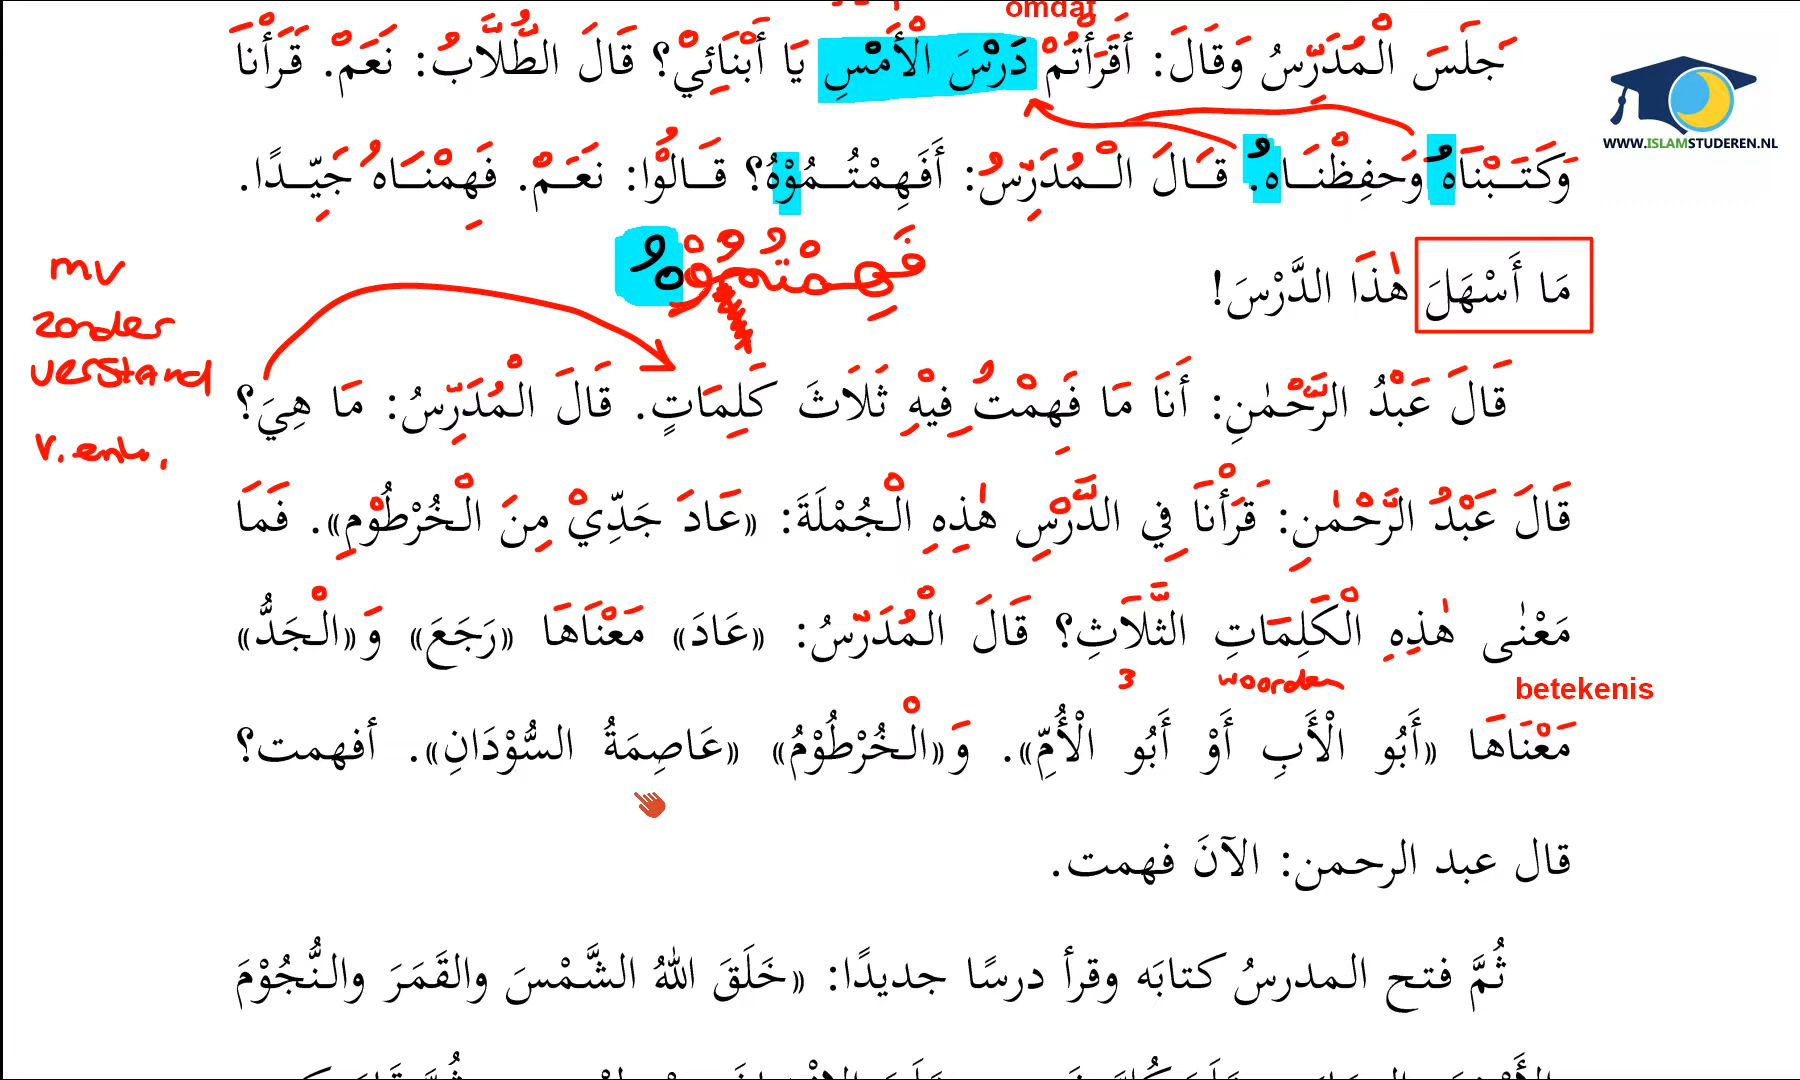 omdat
جَلَسَ الْمُدَرِّسُ وَقَالَ: أَقَرَأْتُمْ دَرْسَ الْأَمْسِ يَا أَبْنَائِيْ؟ قَالَ الطُّلَّابُ: نَعَمْ. قَرَأْنَا
WWW.ISLAMSTUDEREN.NL
وَكَتَبْنَاهُ وَحَفِظْنَاهُ. قَالَ الْمُدَرِّسُ: أَفَهِمْتُمُوْهُ؟ قَالُوْا: نَعَمْ. فَهِمْنَاهُ جَيِّدًا.
فَهِمْتُمُوْهُ
مَا أَسْهَلَ هٰذَا الدَّرْسَ!
mv
zonder
verstand
v. enk.
قَالَ عَبْدُ الرَّحْمٰنِ: أَنَا مَا فَهِمْتُ فِيْهِ ثَلَاثَ كَلِمَاتٍ. قَالَ الْمُدَرِّسُ: مَا هِيَ؟
قَالَ عَبْدُ الرَّحْمٰنِ: قَرَأْنَا فِي الدَّرْسِ هٰذِهِ الْجُمْلَةَ: «عَادَ جَدِّيْ مِنَ الْخُرْطُوْمِ». فَمَا
مَعْنٰى هٰذِهِ الْكَلِمَاتِ الثَّلَاثِ؟ قَالَ الْمُدَرِّسُ: «عَادَ» مَعْنَاهَا «رَجَعَ» وَ«الْجَدُّ»
3 woorden
betekenis
مَعْنَاهَا «أَبُو الْأَبِ أَوْ أَبُو الْأُمِّ». وَ«الْخُرْطُوْمُ» «عَاصِمَةُ السُّوْدَانِ». أفهمت؟
قال عبد الرحمن: الآنَ فهمت.
ثُمَّ فتح المدرسُ كتابَه وقرأ درسًا جديدًا: «خَلَقَ اللهُ الشَّمْسَ والقَمَرَ والنُّجُوْمَ